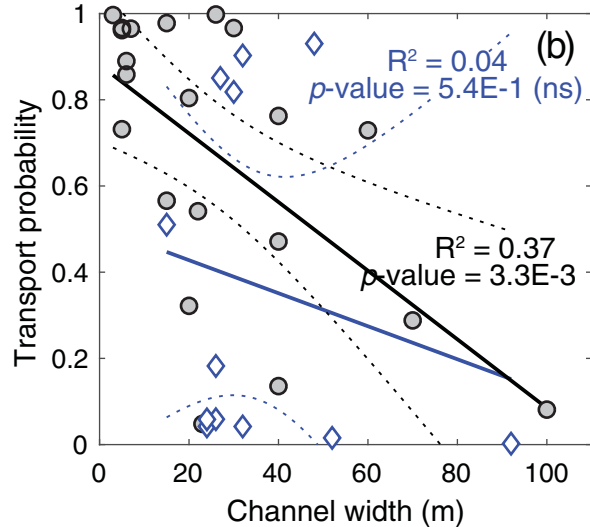 (b)
R² = 0.04
p-value = 5.4E-1 (ns)
R² = 0.37
p-value = 3.3E-3
Transport probability
1
0.8
0.6
0.4
0.2
0
0 20 40 60 80 100
Channel width (m)